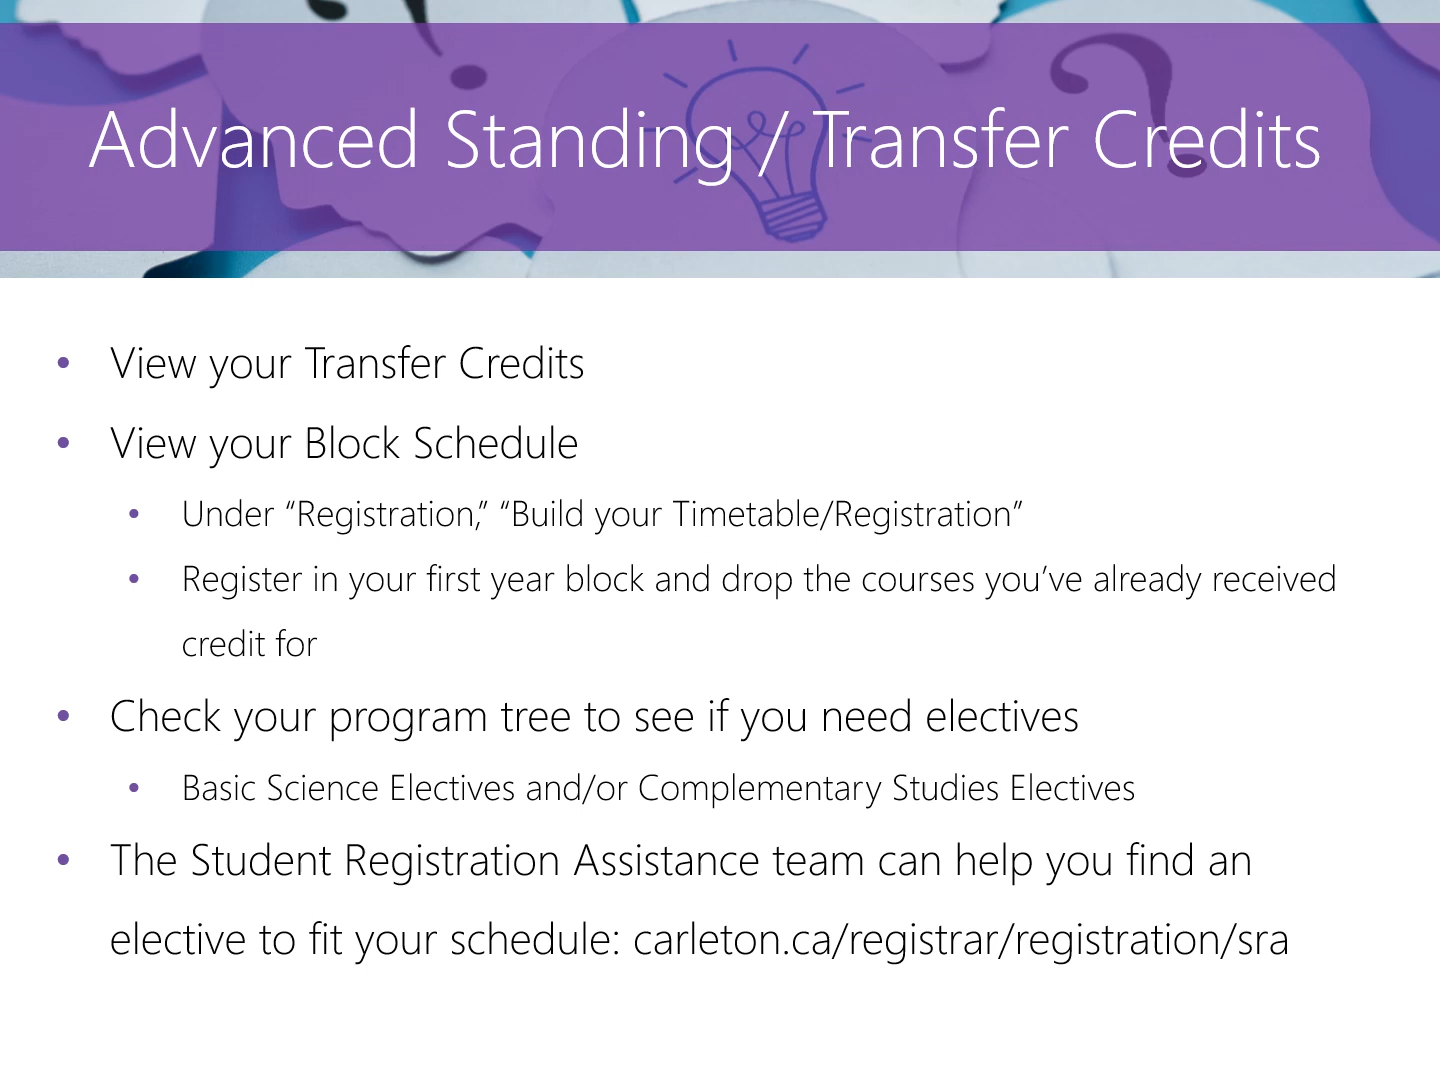 Advanced Standing / Transfer Credits
• View your Transfer Credits
• View your Block Schedule
• Under “Registration,” “Build your Timetable/Registration”
• Register in your first year block and drop the courses you’ve already received
credit for
• Check your program tree to see if you need electives
• Basic Science Electives and/or Complementary Studies Electives
• The Student Registration Assistance team can help you find an
elective to fit your schedule: carleton.ca/registrar/registration/sra